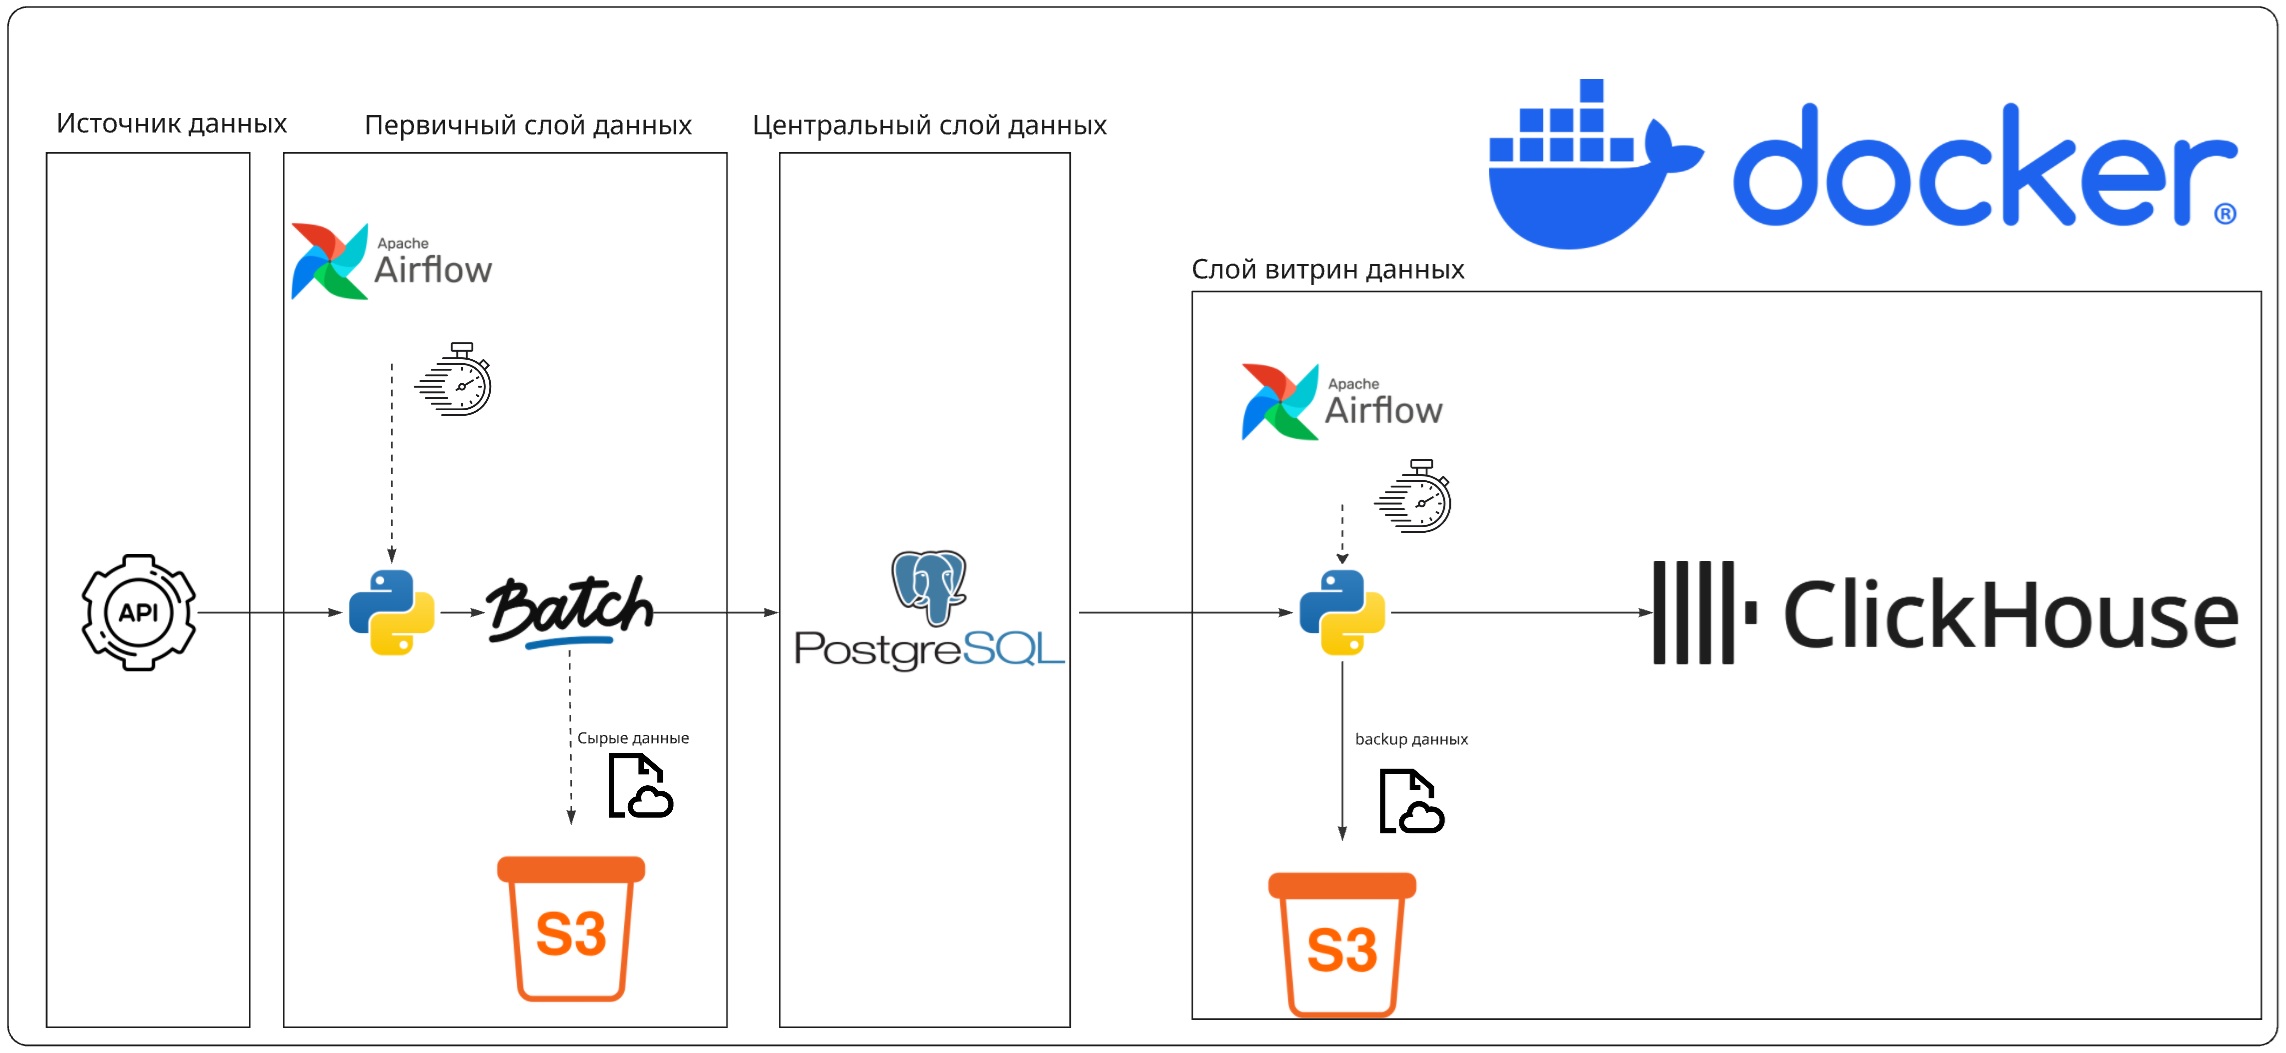 Источник данных
Первичный слой данных
Центральный слой данных
docker
®
Слой витрин данных
Apache
Airflow
Apache
Airflow
API
Batch
PostgreSQL
ClickHouse
Сырые данные
backup данных
S3
S3